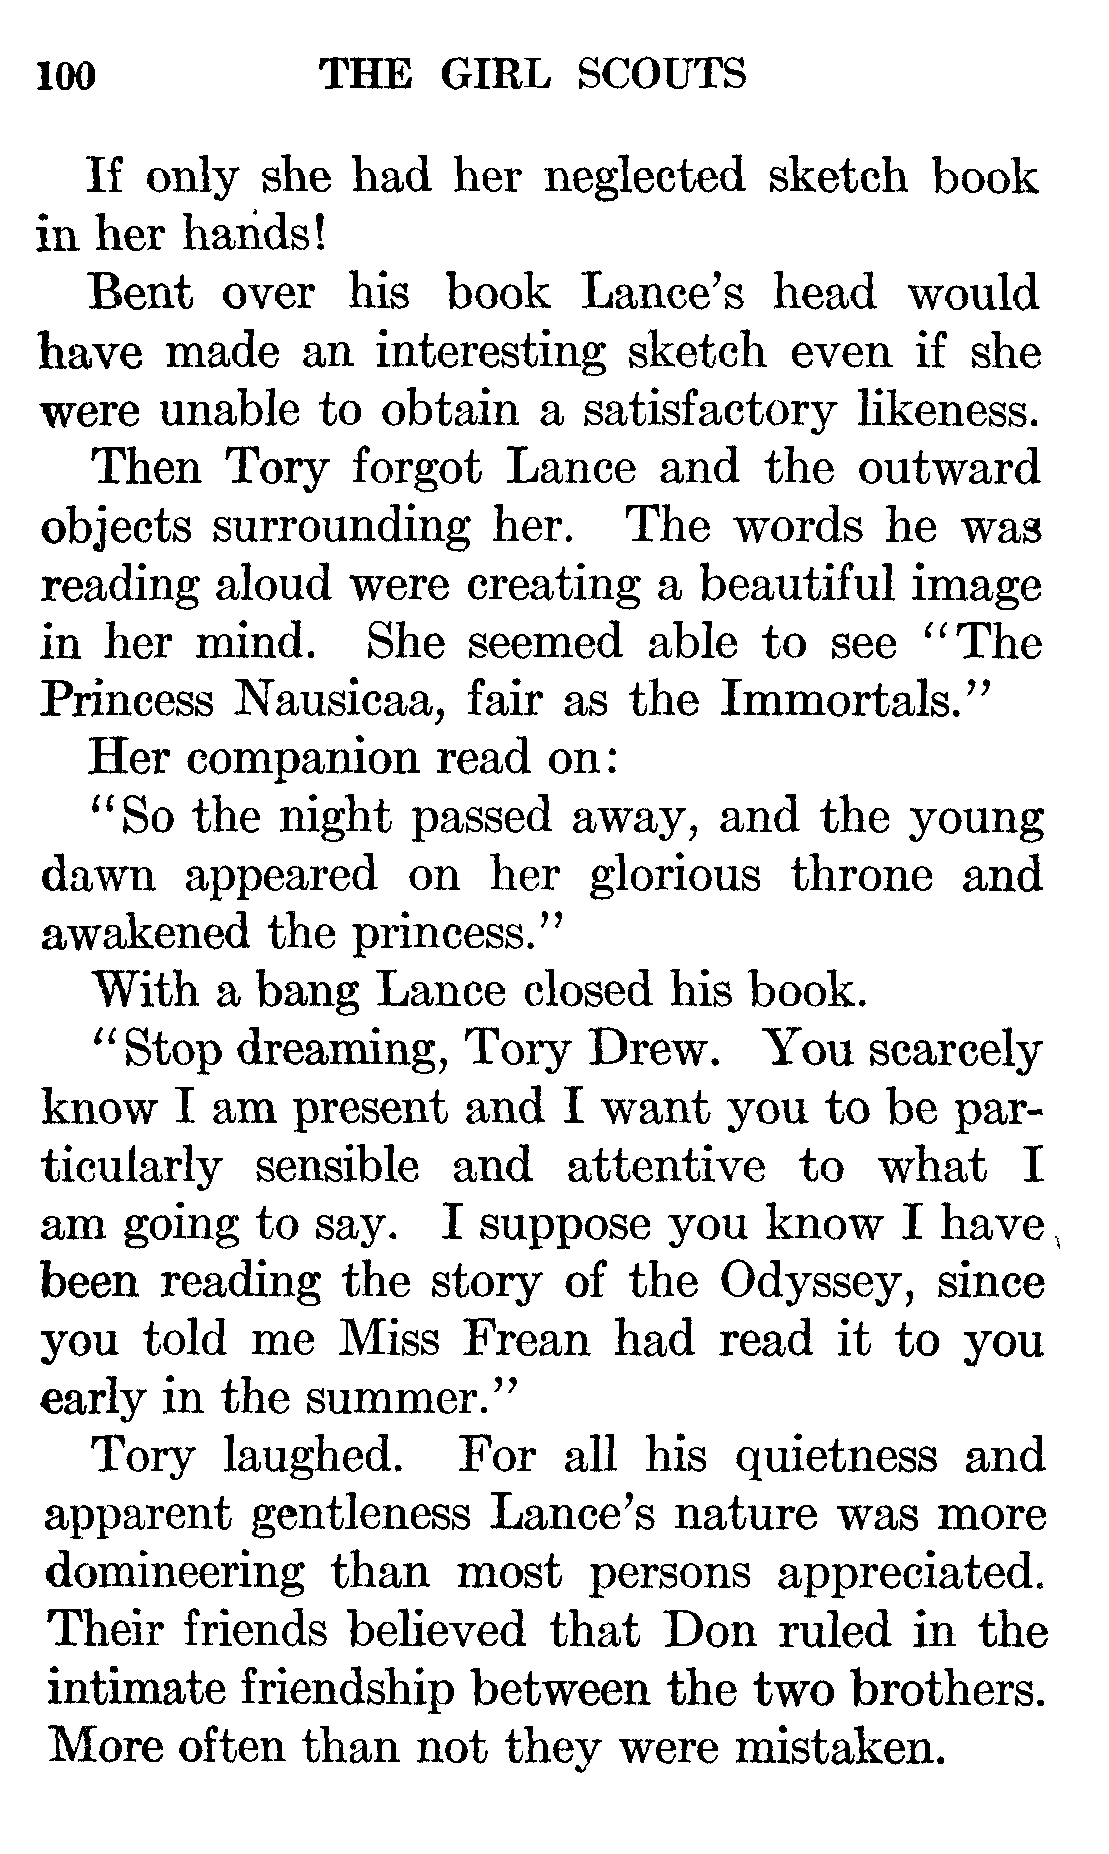 100 THE GIRL SCOUTS
If only she had her neglected sketch book
in her hands!
Bent over his book Lance's head would
have made an interesting sketch even if she
were unable to obtain a satisfactory likeness.
Then Tory forgot Lance and the outward
objects surrounding her. The words he was
reading aloud were creating a beautiful image
in her mind. She seemed able to see "The
Princess Nausicaa, fair as the Immortals."
Her companion read on:
"So the night passed away, and the young
dawn appeared on her glorious throne and
awakened the princess."
With a bang Lance closed his book.
"Stop dreaming, Tory Drew. You scarcely
know I am present and I want you to be par-
ticularly sensible and attentive to what I
am going to say. I suppose you know I have
been reading the story of the Odyssey, since
you told me Miss Frean had read it to you
early in the summer."
Tory laughed. For all his quietness and
apparent gentleness Lance's nature was more
domineering than most persons appreciated.
Their friends believed that Don ruled in the
intimate friendship between the two brothers.
More often than not they were mistaken.